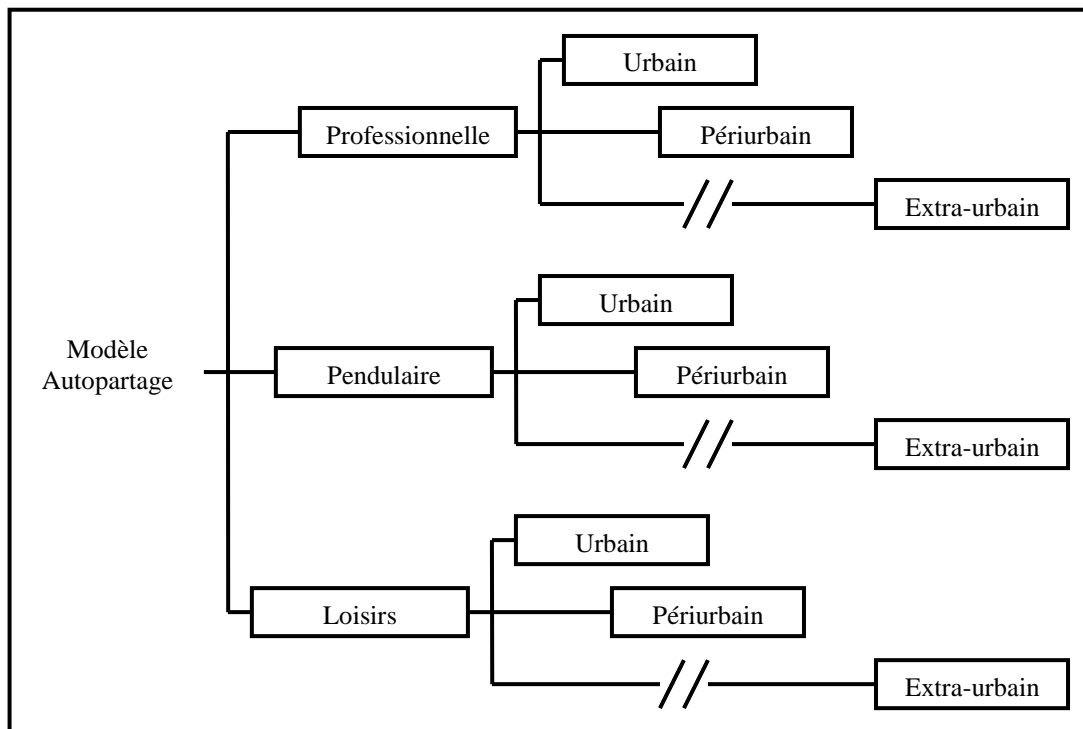 Urbain
Professionnelle
Périurbain
Extra-urbain
Urbain
Modèle
Autopartage
Pendulaire
Périurbain
Extra-urbain
Urbain
Loisirs
Périurbain
Extra-urbain